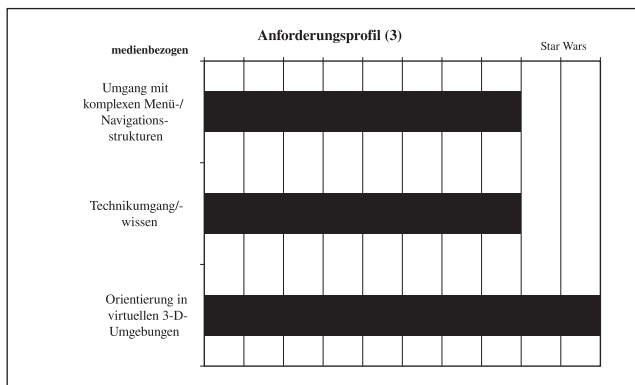 Anforderungsprofil (3)
medienbezogen
Star Wars
Umgang mit
komplexen Menü-/
Navigations-
strukturen
Technikumgang/-
wissen
Orientierung in
virtuellen 3-D-
Umgebungen